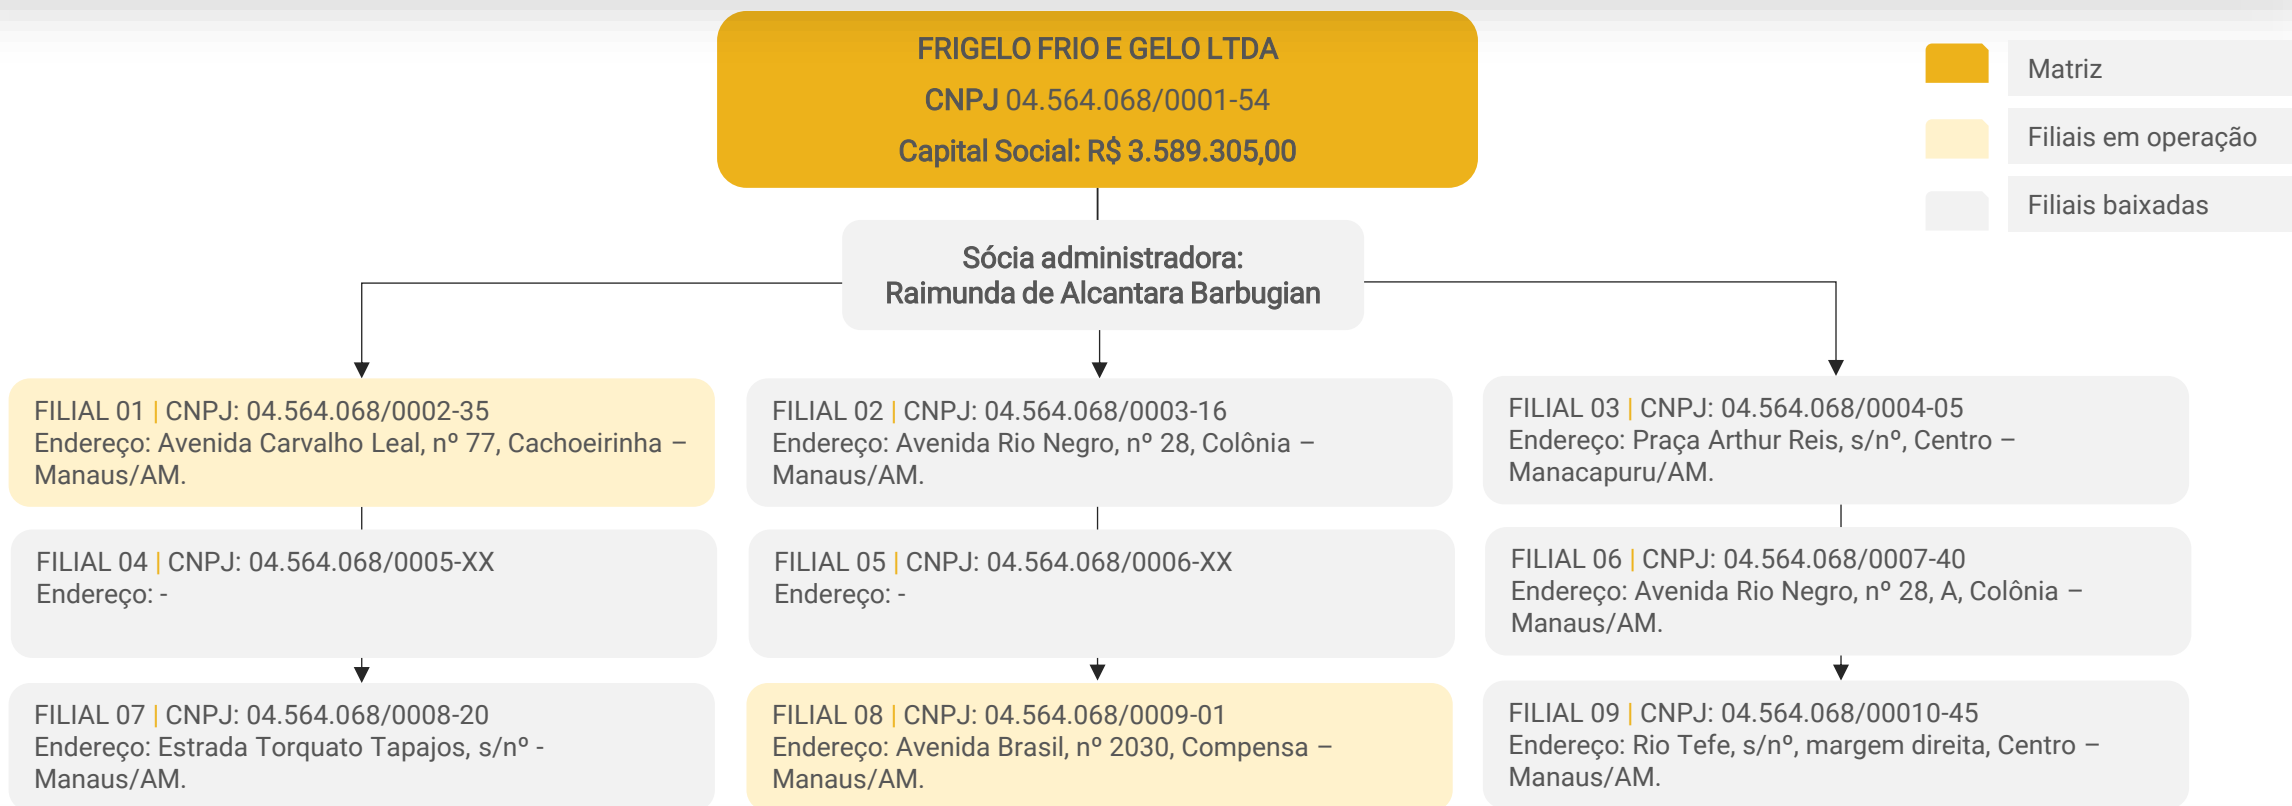 FRIGELO FRIO E GELO LTDA
CNPJ 04.564.068/0001-54
Capital Social: R$ 3.589.305,00
Matriz
Filiais em operação
Filiais baixadas
Sócia administradora:
Raimunda de Alcantara Barbugian
FILIAL 01 | CNPJ: 04.564.068/0002-35
Endereço: Avenida Carvalho Leal, nº 77, Cachoeirinha –
Manaus/AM.
FILIAL 02 | CNPJ: 04.564.068/0003-16
Endereço: Avenida Rio Negro, nº 28, Colônia –
Manaus/AM.
FILIAL 03 | CNPJ: 04.564.068/0004-05
Endereço: Praça Arthur Reis, s/nº, Centro –
Manacapuru/AM.
FILIAL 04 | CNPJ: 04.564.068/0005-XX
Endereço: -
FILIAL 05 | CNPJ: 04.564.068/0006-XX
Endereço: -
FILIAL 06 | CNPJ: 04.564.068/0007-40
Endereço: Avenida Rio Negro, nº 28, A, Colônia –
Manaus/AM.
FILIAL 07 | CNPJ: 04.564.068/0008-20
Endereço: Estrada Torquato Tapajos, s/nº -
Manaus/AM.
FILIAL 08 | CNPJ: 04.564.068/0009-01
Endereço: Avenida Brasil, nº 2030, Compensa –
Manaus/AM.
FILIAL 09 | CNPJ: 04.564.068/00010-45
Endereço: Rio Tefe, s/nº, margem direita, Centro –
Manaus/AM.